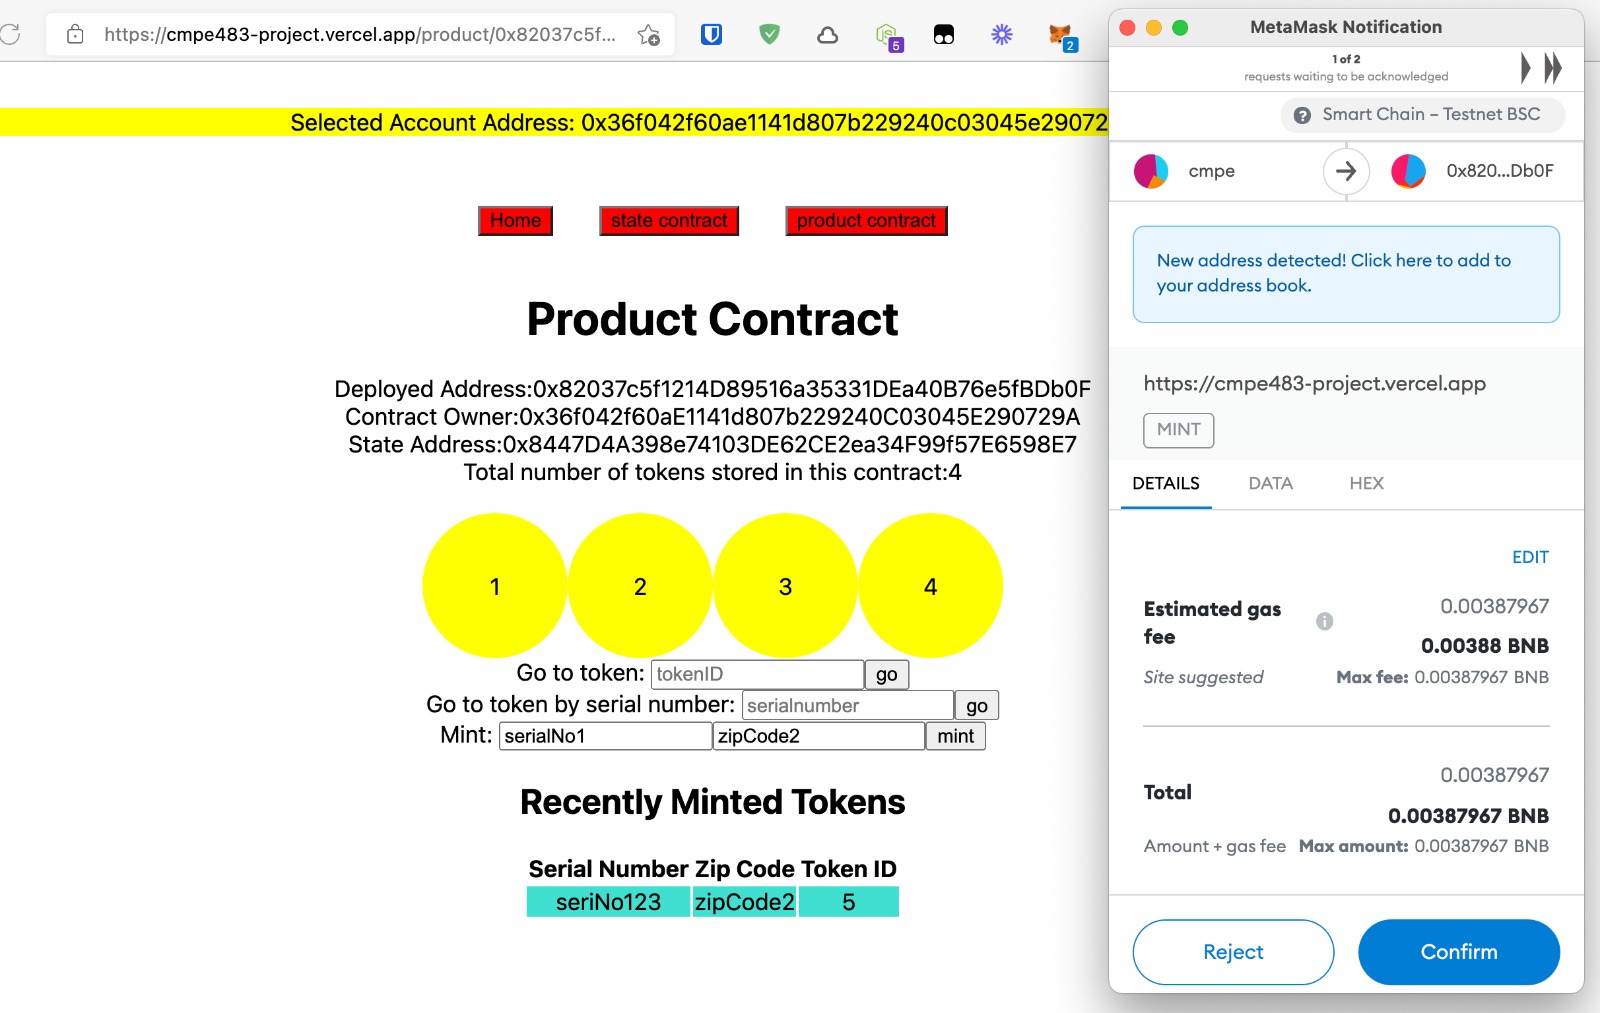 https://cmpe483-project.vercel.app/product/0x82037c5f...
5
2
Selected Account Address: 0x36f042f60ae1141d807b229240c03045e29072
Home
state contract
product contract
Product Contract
Deployed Address:0x82037c5f1214D89516a35331DEa40B76e5fBDb0F
Contract Owner:0x36f042f60aE1141d807b229240C03045E290729A
State Address:0x8447D4A398e74103DE62CE2ea34F99f57E6598E7
Total number of tokens stored in this contract:4
1 2 3 4
Go to token: tokenID go
Go to token by serial number: serialnumber go
Mint: serialNo1 zipCode2 mint
Recently Minted Tokens
Serial Number Zip Code Token ID
seriNo123 zipCode2 5
MetaMask Notification
1 of 2
requests waiting to be acknowledged
? Smart Chain – Testnet BSC
cmpe → 0x820...Db0F
New address detected! Click here to add to
your address book.
https://cmpe483-project.vercel.app
MINT
DETAILS DATA HEX
EDIT
Estimated gas
fee
i
0.00387967
0.00388 BNB
Site suggested Max fee: 0.00387967 BNB
0.00387967
Total
0.00387967 BNB
Amount + gas fee Max amount: 0.00387967 BNB
Reject Confirm